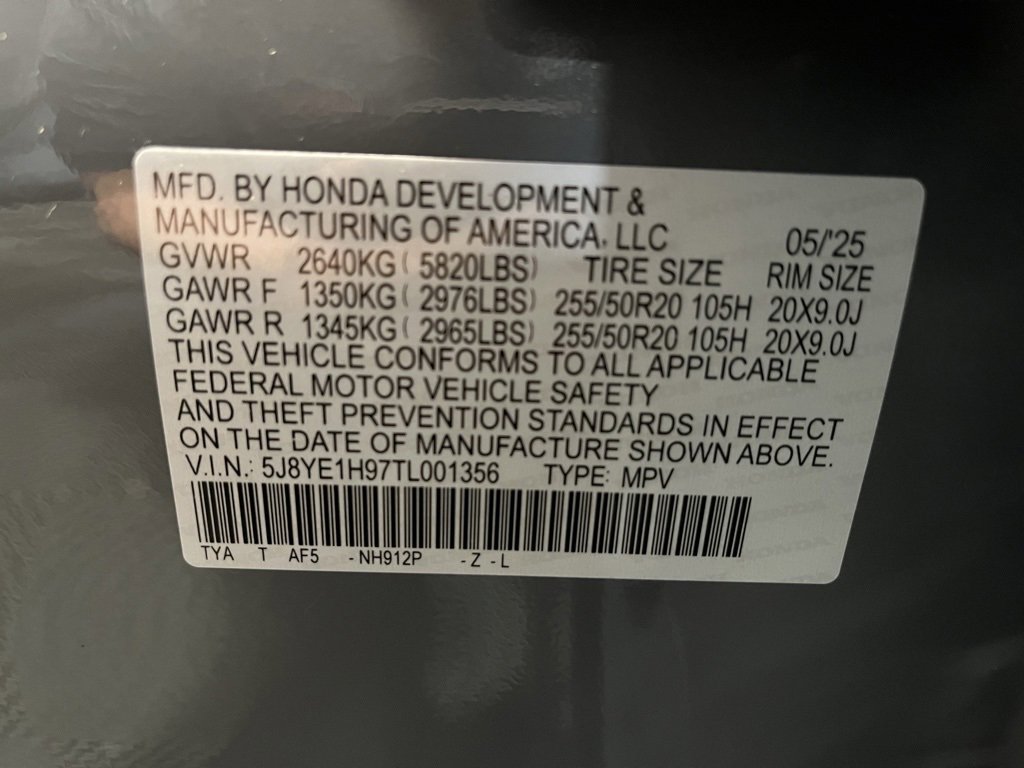 MFD. BY HONDA DEVELOPMENT &
MANUFACTURING OF AMERICA, LLC 05/'25
GVWR 2640KG( 5820LBS) TIRE SIZE RIM SIZE
GAWR F 1350KG( 2976LBS) 255/50R20 105H 20X9.0J
GAWR R 1345KG( 2965LBS) 255/50R20 105H 20X9.0J
THIS VEHICLE CONFORMS TO ALL APPLICABLE
FEDERAL MOTOR VEHICLE SAFETY
AND THEFT PREVENTION STANDARDS IN EFFECT
ON THE DATE OF MANUFACTURE SHOWN ABOVE.
V.I.N.: 5J8YE1H97TL001356 TYPE: MPV
TYA T AF5 -NH912P -Z -L